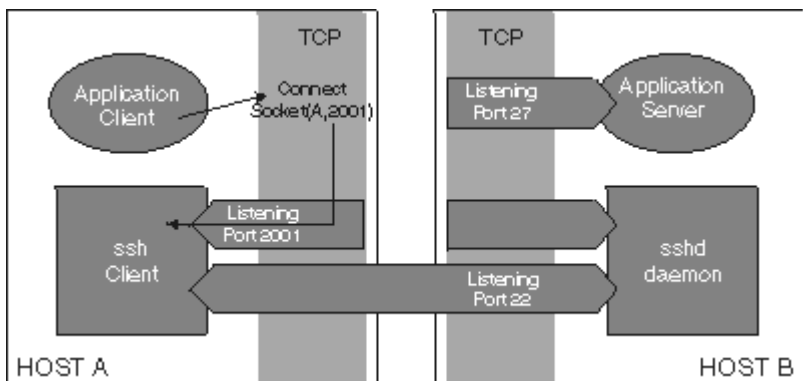 TCP
TCP
Application
Client
Connect
Socket(A,2001)
Listening
Port 27
Application
Server
Listening
Port 2001
ssh
Client
Listening
Port 22
sshd
daemon
HOST A
HOST B